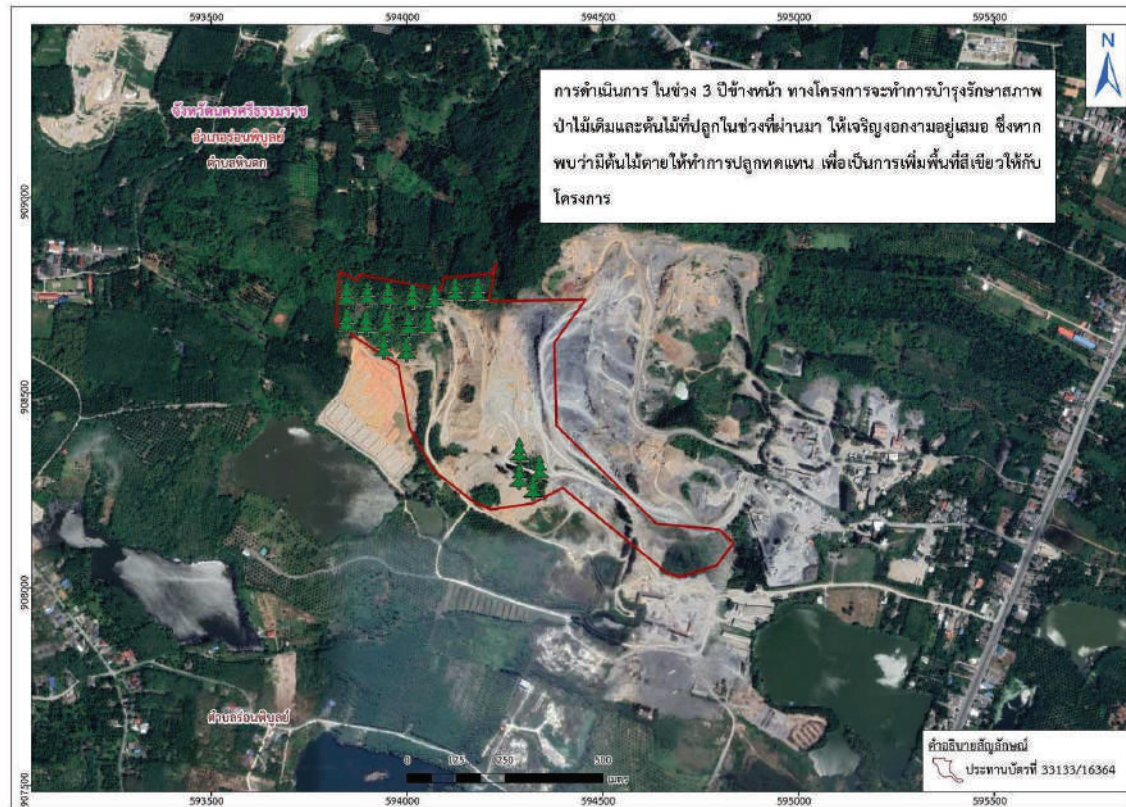 593500 594000 594500 595000 595500
N
การดำเนินการ ในช่วง 3 ปีข้างหน้า ทางโครงการจะทำการบำรุงรักษาสภาพ
ป่าไม้เดิมและต้นไม้ที่ปลูกในช่วงที่ผ่านมา ให้เจริญงอกงามอยู่เสมอ ซึ่งหาก
พบว่ามีต้นไม้ตายให้ทำการปลูกทดแทน เพื่อเป็นการเพิ่มพื้นที่สีเขียวให้กับ
โครงการ
จังหวัดนครศรีธรรมราช
อำเภอร่อนพิบูลย์
ตำบลหินตก
909000
908500
908000
907500
ตำบลร่อนพิบูลย์
0 125 250 500
เมตร
คำอธิบายสัญลักษณ์
ประทานบัตรที่ 33133/16364
593500 594000 594500 595000 595500